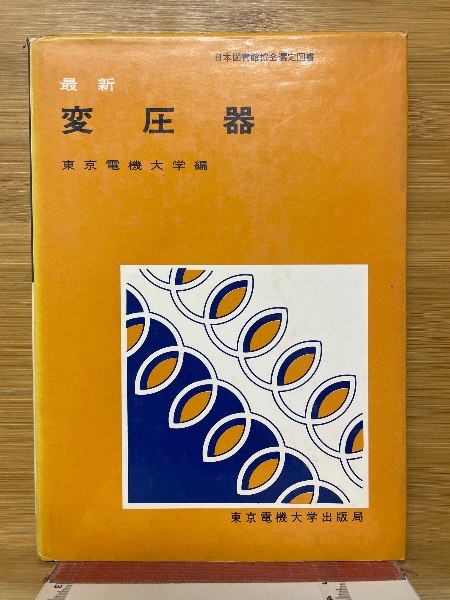 日本図書館協会選定図書
最新
変圧器
東京電機大学編
東京電機大学出版局